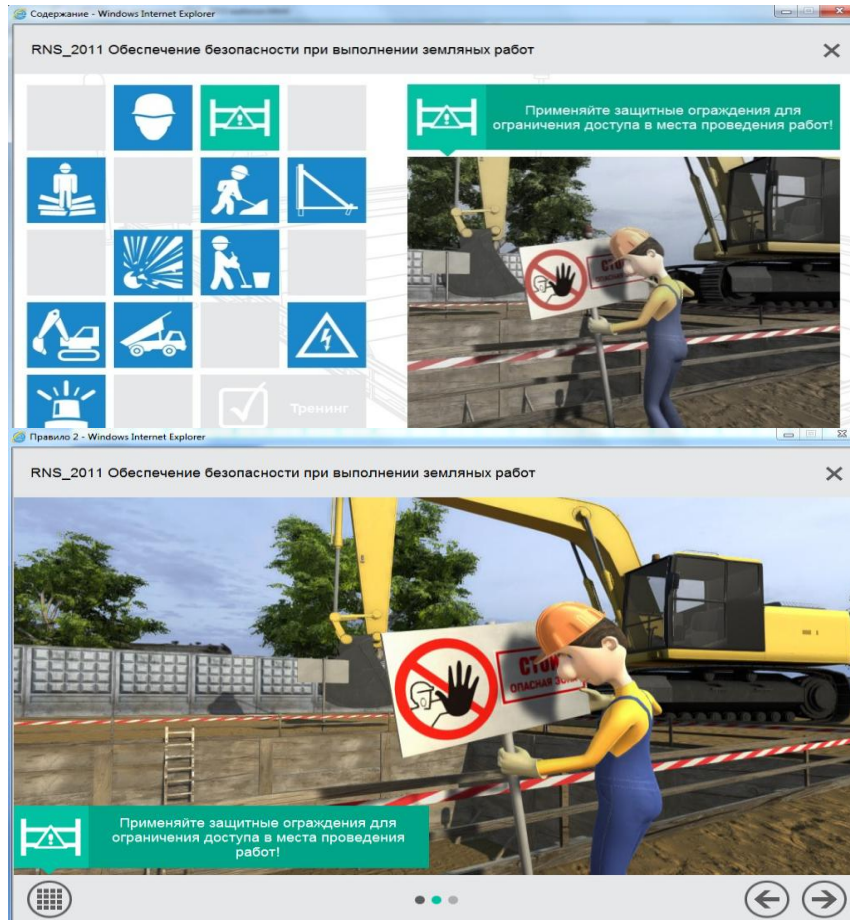 Содержание - Windows Internet Explorer
RNS_2011 Обеспечение безопасности при выполнении земляных работ
Применяйте защитные ограждения для
ограничения доступа в места проведения работ!
СТОП
Тренинг
Правило 2 - Windows Internet Explorer
RNS_2011 Обеспечение безопасности при выполнении земляных работ
СТОП
ОПАСНАЯ ЗОНА
Применяйте защитные ограждения для
ограничения доступа в места проведения
работ!